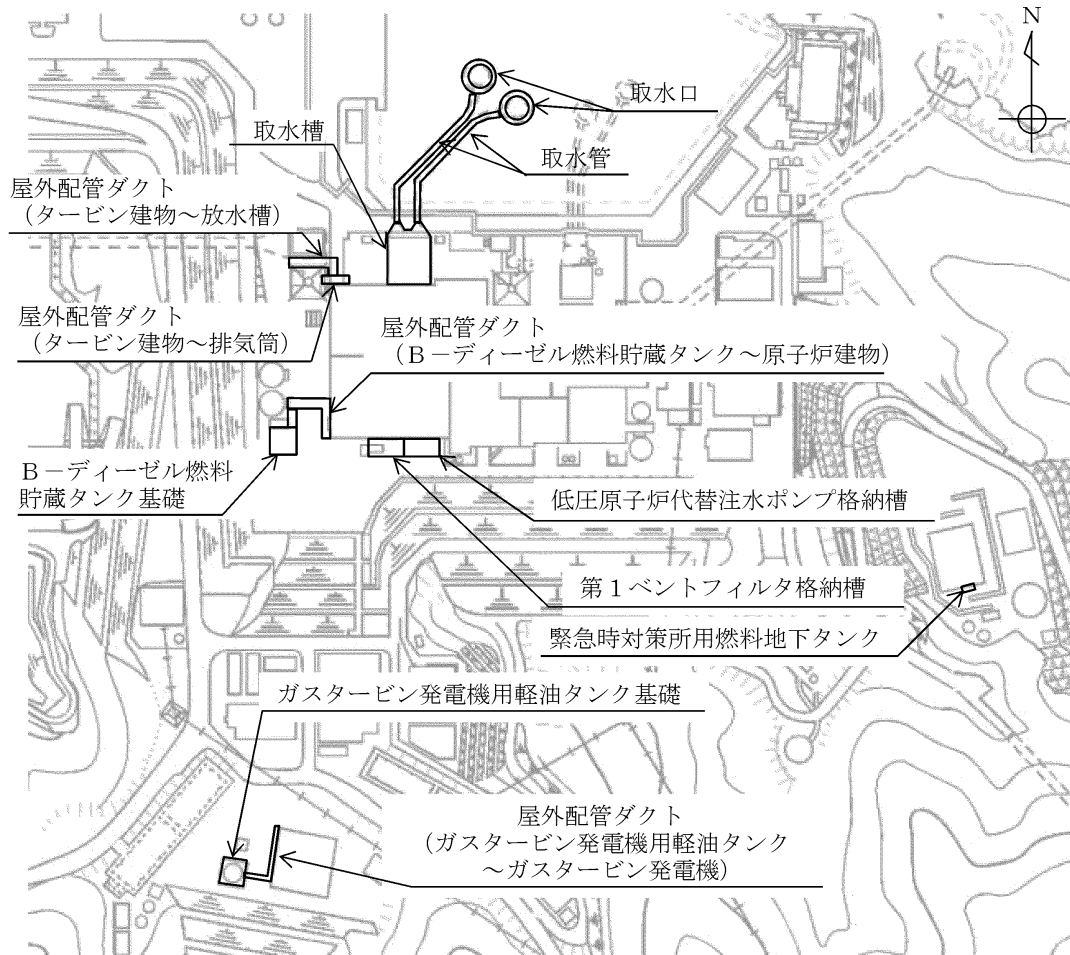 N
取水口
取水槽
取水管
屋外配管ダクト
（タービン建物～放水槽）
屋外配管ダクト
（タービン建物～排気筒）
屋外配管ダクト
（Ｂ－ディーゼル燃料貯蔵タンク～原子炉建物）
Ｂ－ディーゼル燃料
貯蔵タンク基礎
低圧原子炉代替注水ポンプ格納槽
第１ベントフィルタ格納槽
緊急時対策所用燃料地下タンク
ガスタービン発電機用軽油タンク基礎
屋外配管ダクト
（ガスタービン発電機用軽油タンク
～ガスタービン発電機）